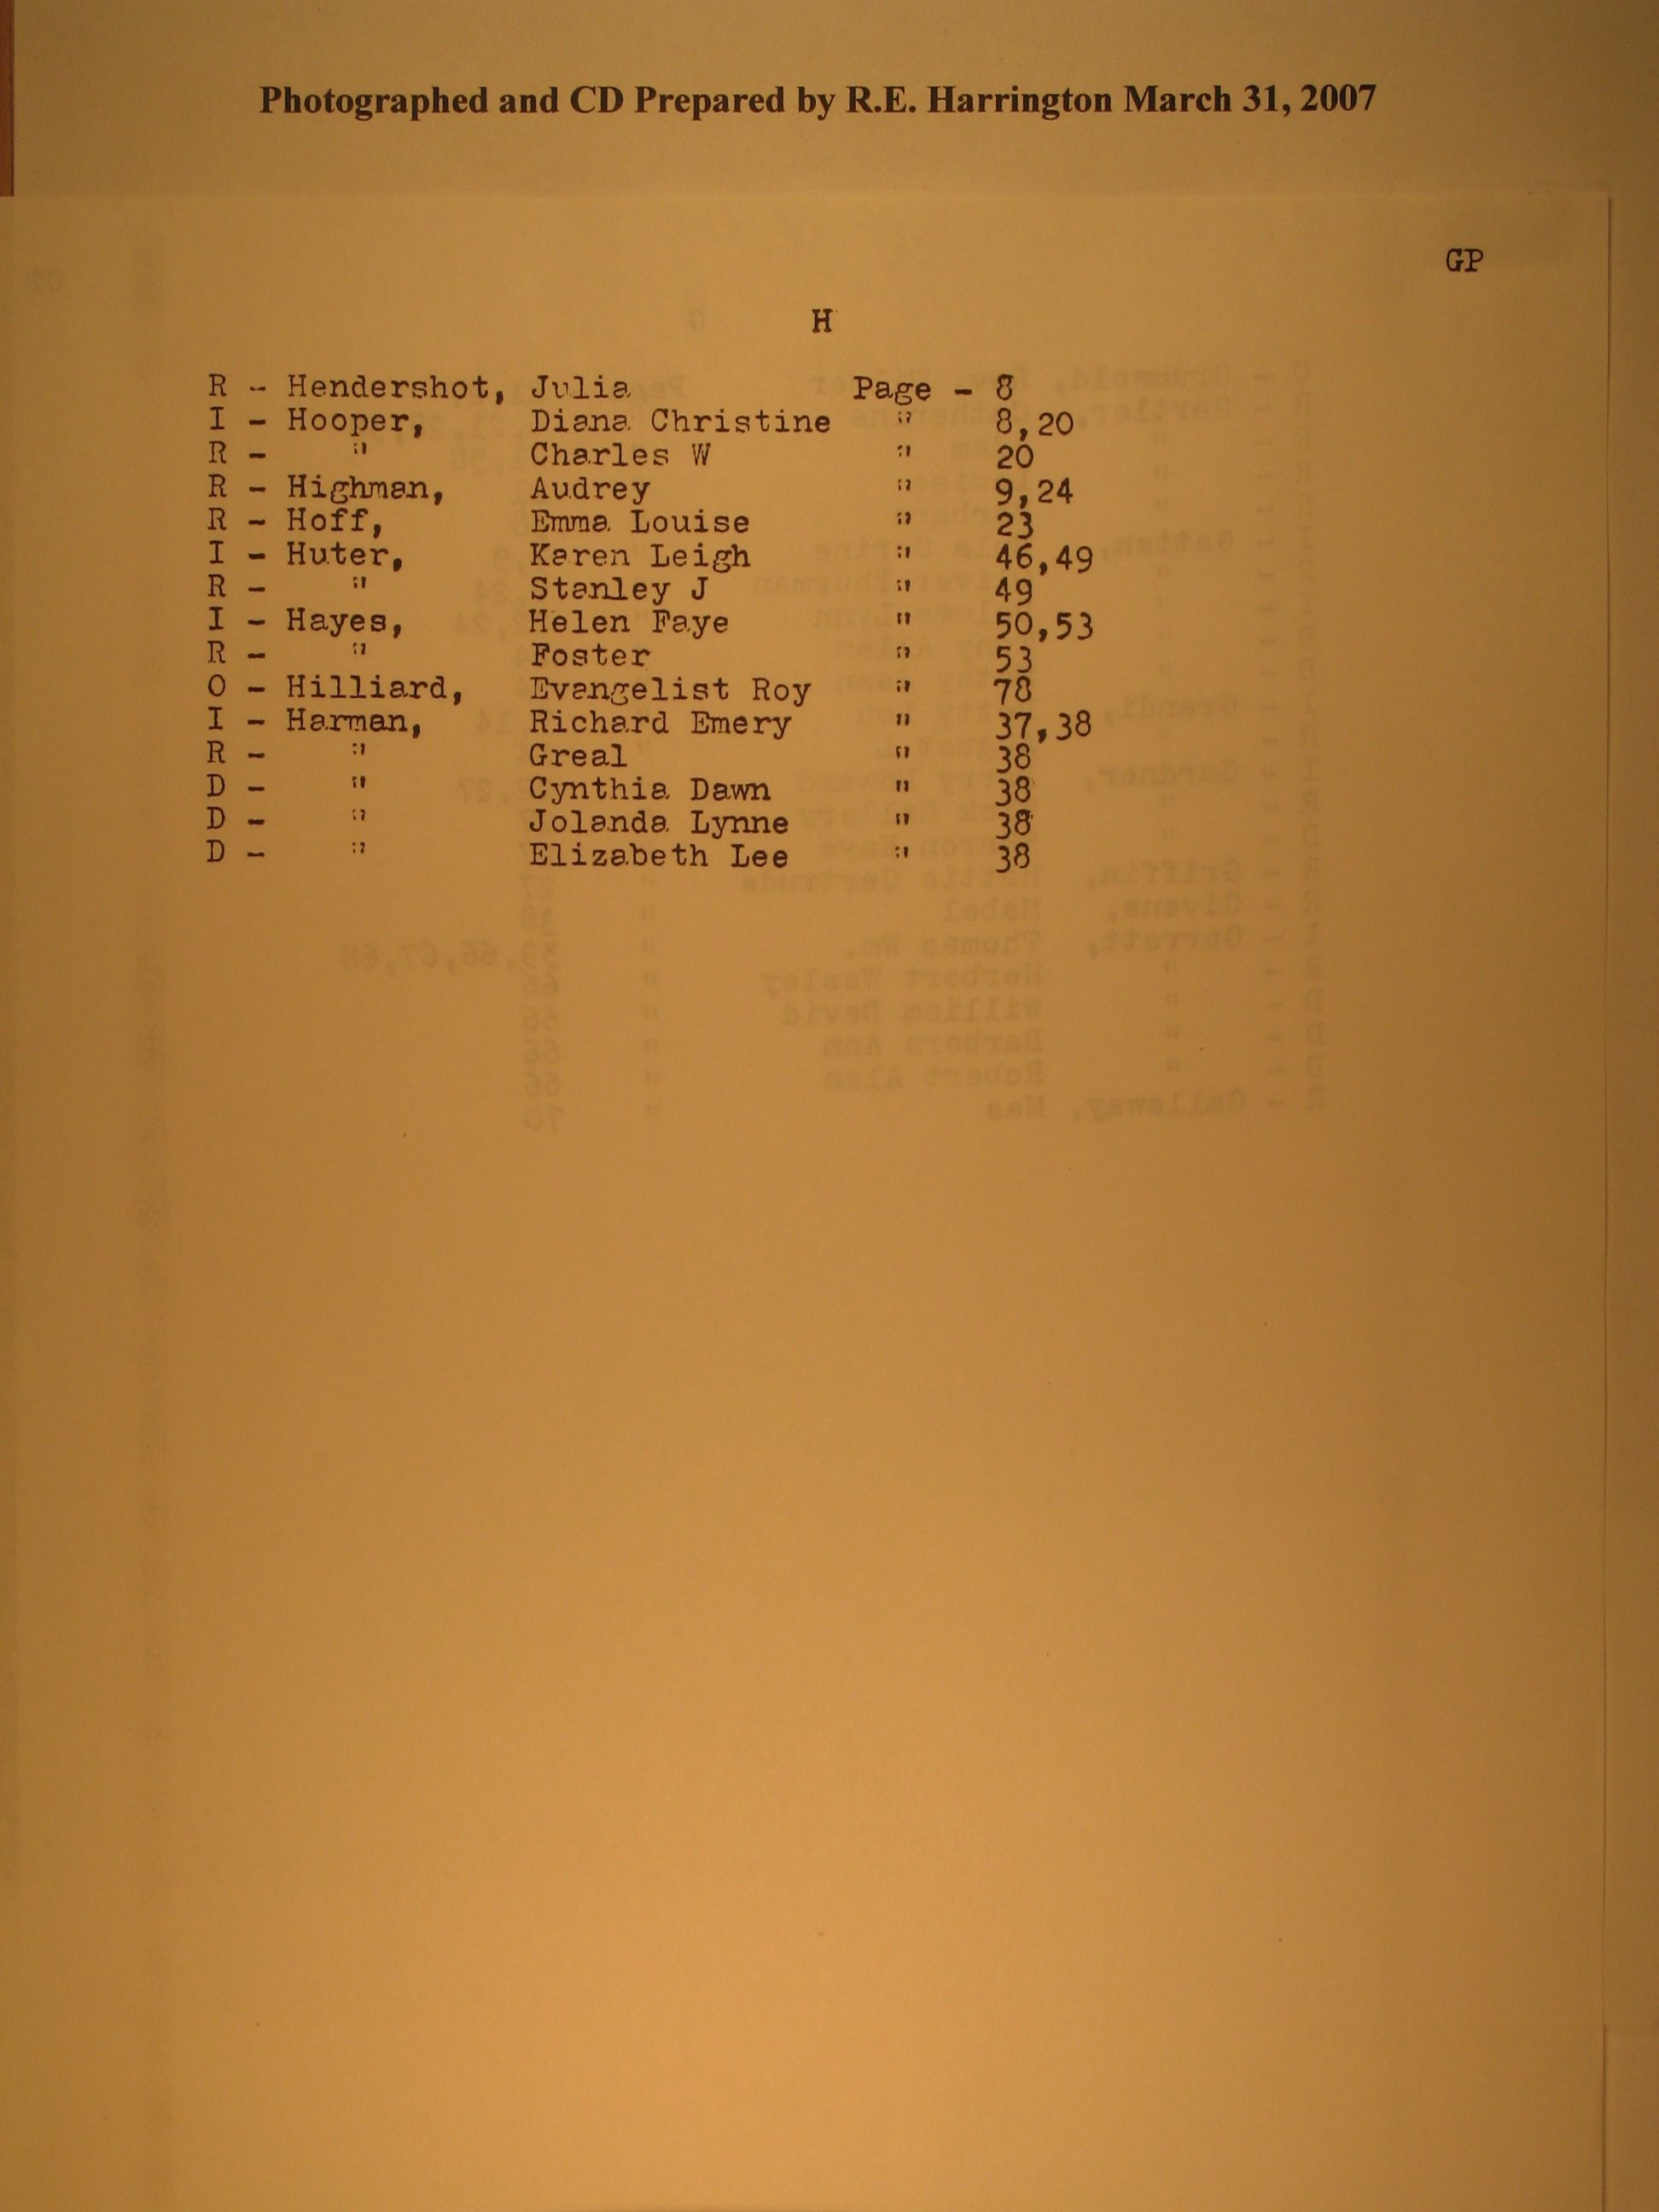 Photographed and CD Prepared by R.E. Harrington March 31, 2007
GP
H
R - Hendershot, Julia Page - 8
I - Hooper, Diana Christine " 8,20
R - " Charles W " 20
R - Highman, Audrey " 9,24
R - Hoff, Emma Louise " 23
I - Huter, Karen Leigh " 46,49
R - " Stanley J " 49
I - Hayes, Helen Faye " 50,53
R - " Foster " 53
O - Hilliard, Evangelist Roy " 78
I - Harman, Richard Emery " 37,38
R - " Greal " 38
D - " Cynthia Dawn " 38
D - " Jolanda Lynne " 38
D - " Elizabeth Lee " 38